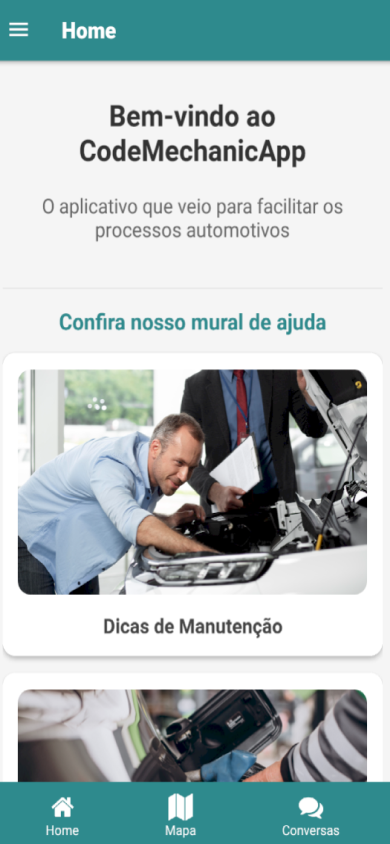 Home
Bem-vindo ao
CodeMechanicApp
O aplicativo que veio para facilitar os
processos automotivos
Confira nosso mural de ajuda
Dicas de Manutenção
Home
Mapa
Conversas